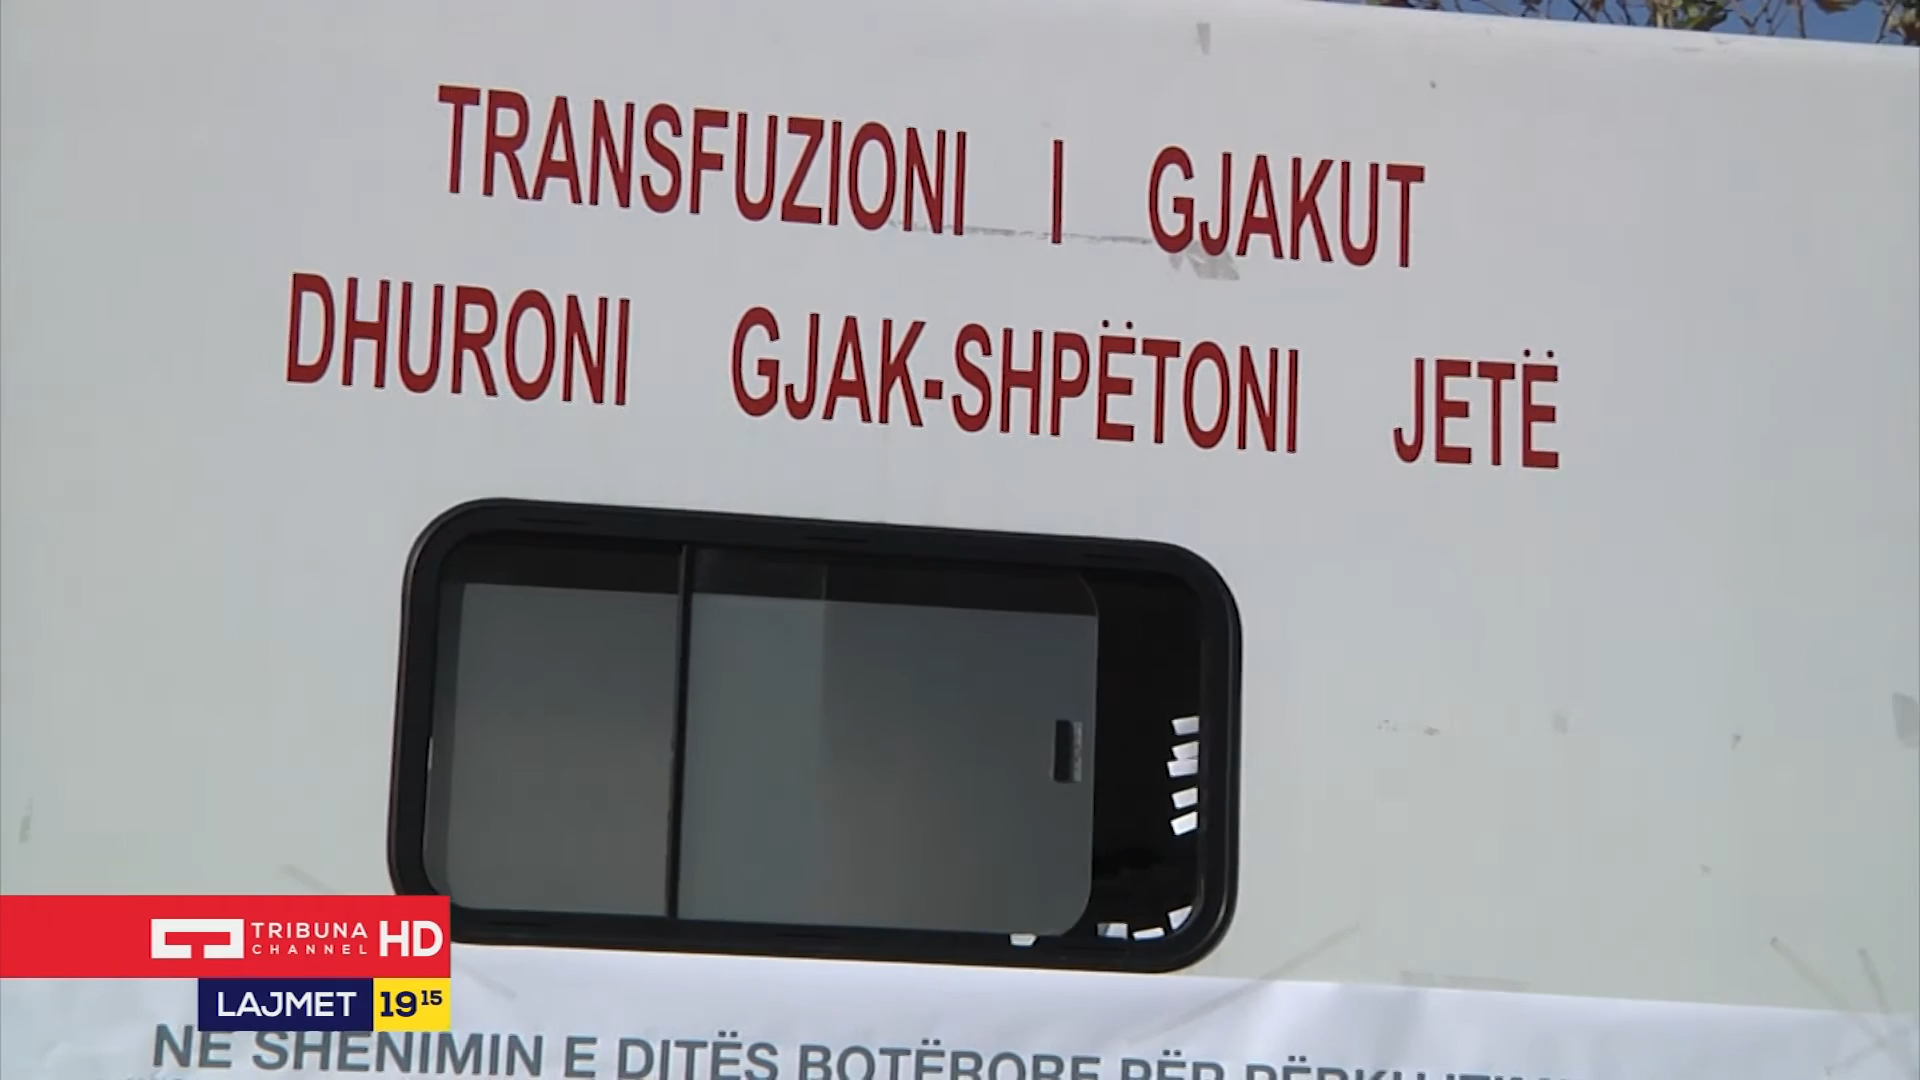 TRANSFUZIONI I GJAKUT
DHURONI GJAK-SHPËTONI JETË
TRIBUNA
CHANNEL
HD
LAJMET 19 15
NË SHËNIMIN E DITËS BOTËRORE PËR